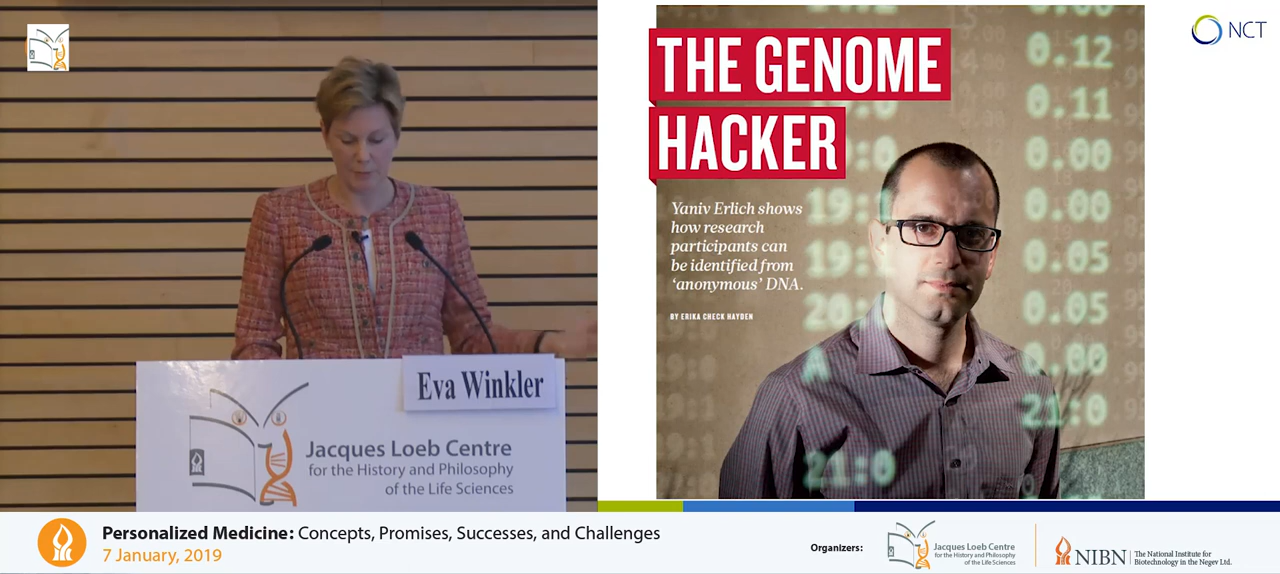 NCT
THE GENOME
HACKER
Yaniv Erlich shows
how research
participants can
be identified from
‘anonymous’ DNA.
BY ERIKA CHECK HAYDEN
0.12
0.11
0.00
0.00
0.05
0.05
0.00
21:0
A
21:0
Eva Winkler
Jacques Loeb Centre
for the History and Philosophy
of the Life Sciences
Personalized Medicine: Concepts, Promises, Successes, and Challenges
7 January, 2019
Organizers:
Jacques Loeb Centre
for the History and Philosophy
of the Life Sciences
NIBN
The National Institute for
Biotechnology in the Negev Ltd.